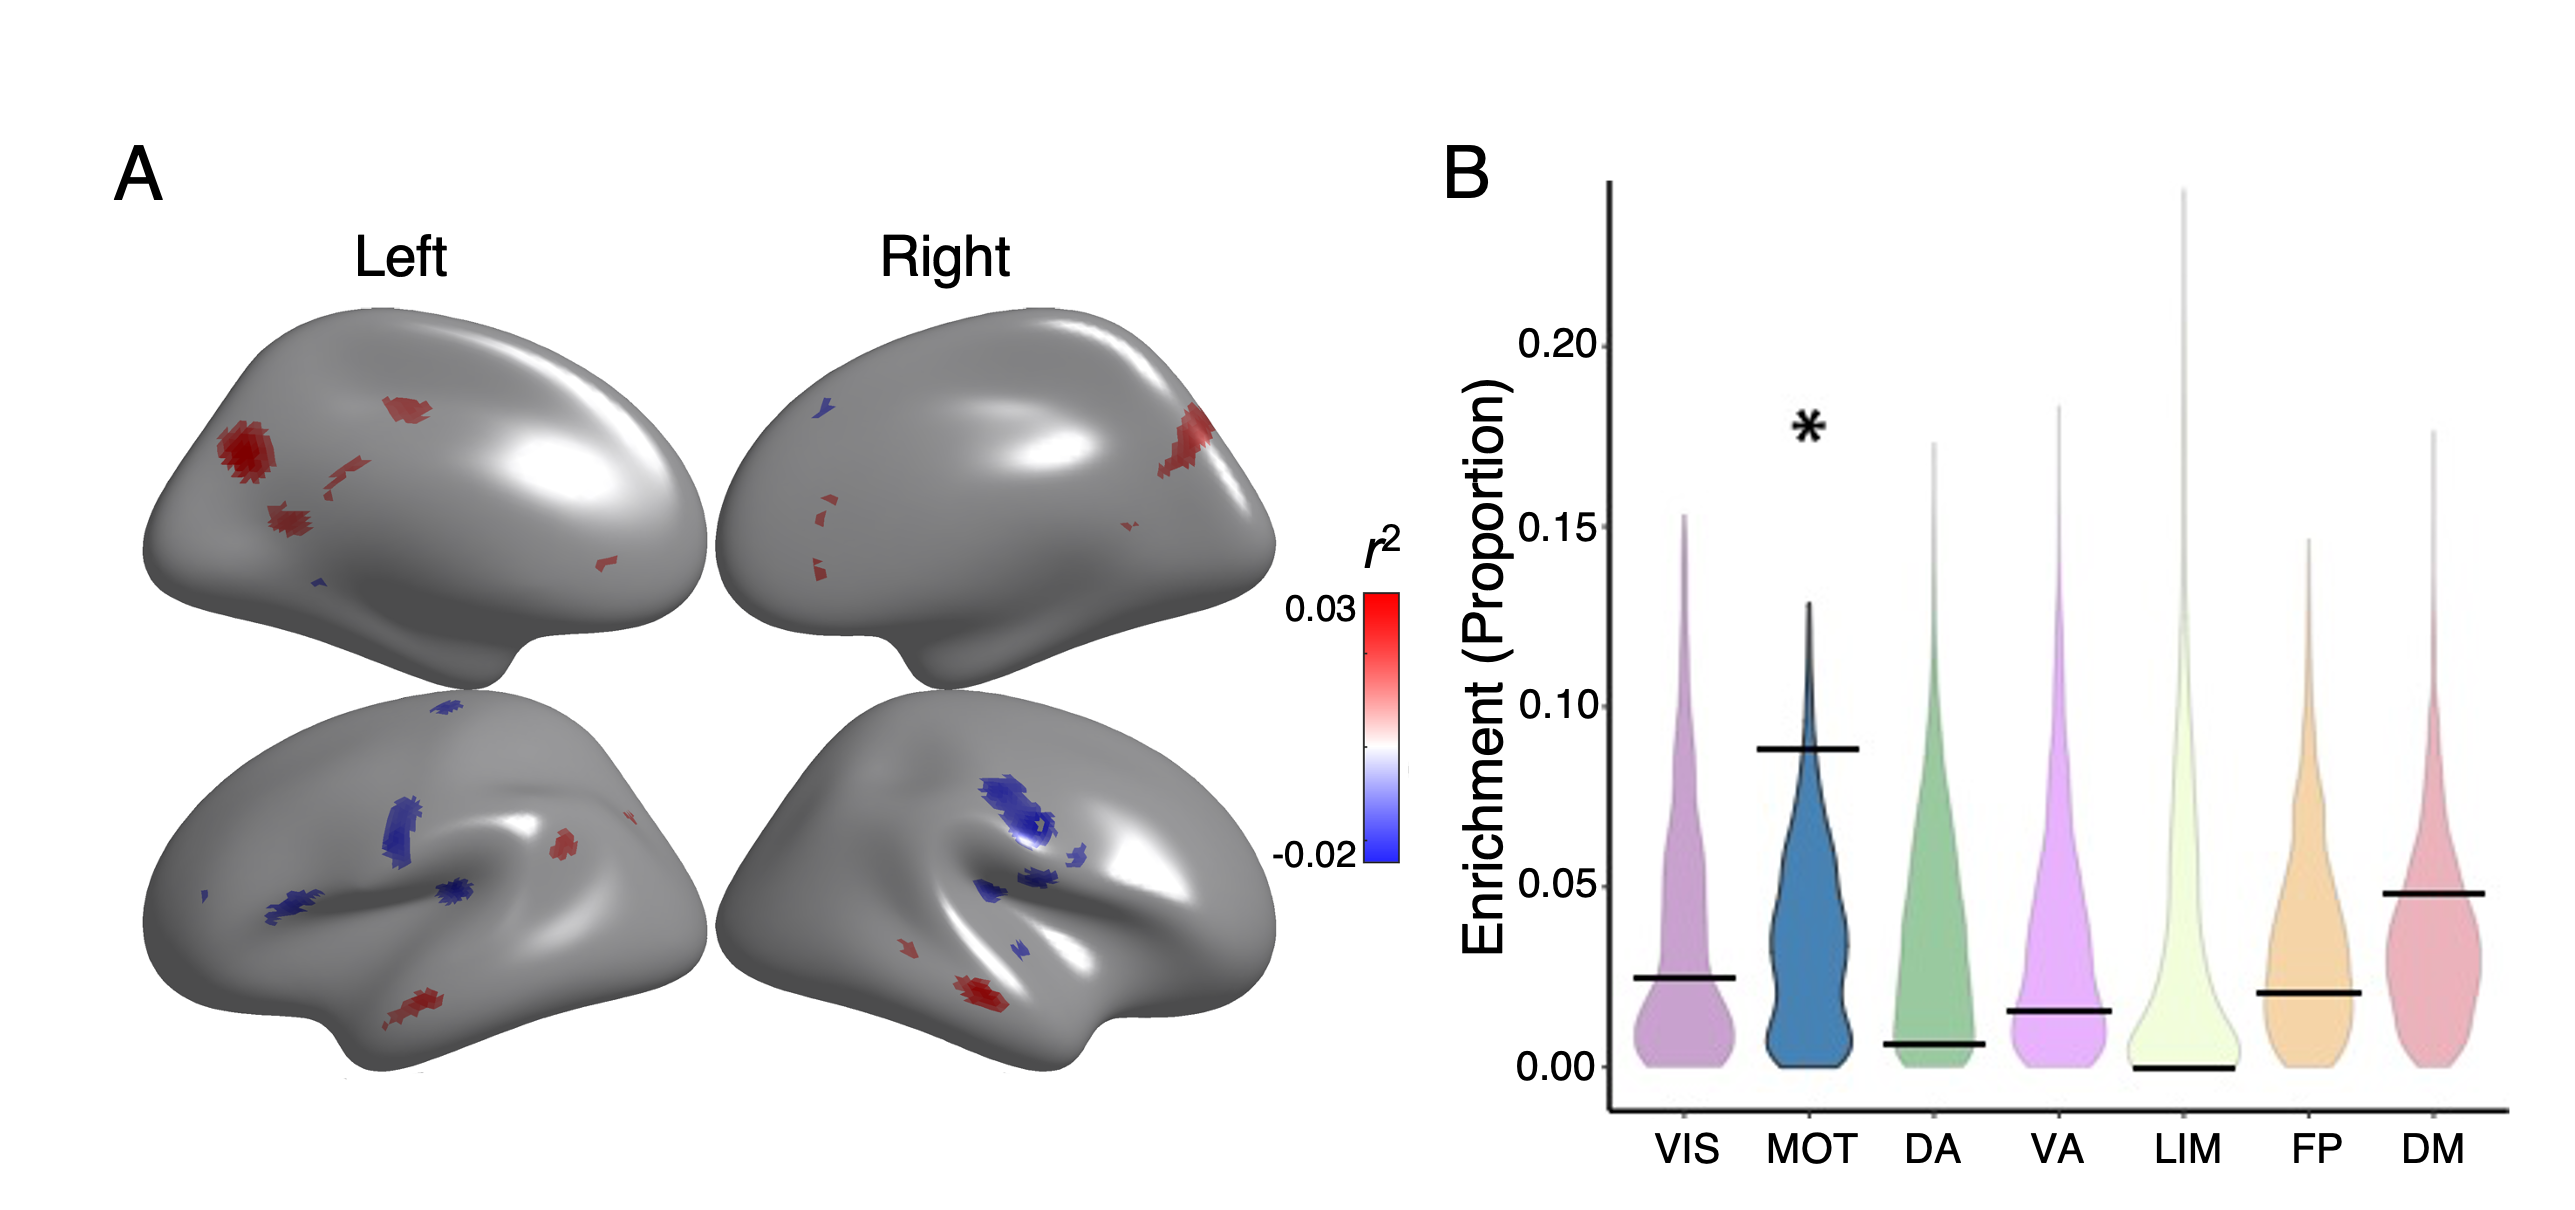 A
Left
Right
r²
0.03
-0.02
B
Enrichment (Proportion)
0.20
0.15
0.10
0.05
0.00
*
VIS MOT DA VA LIM FP DM